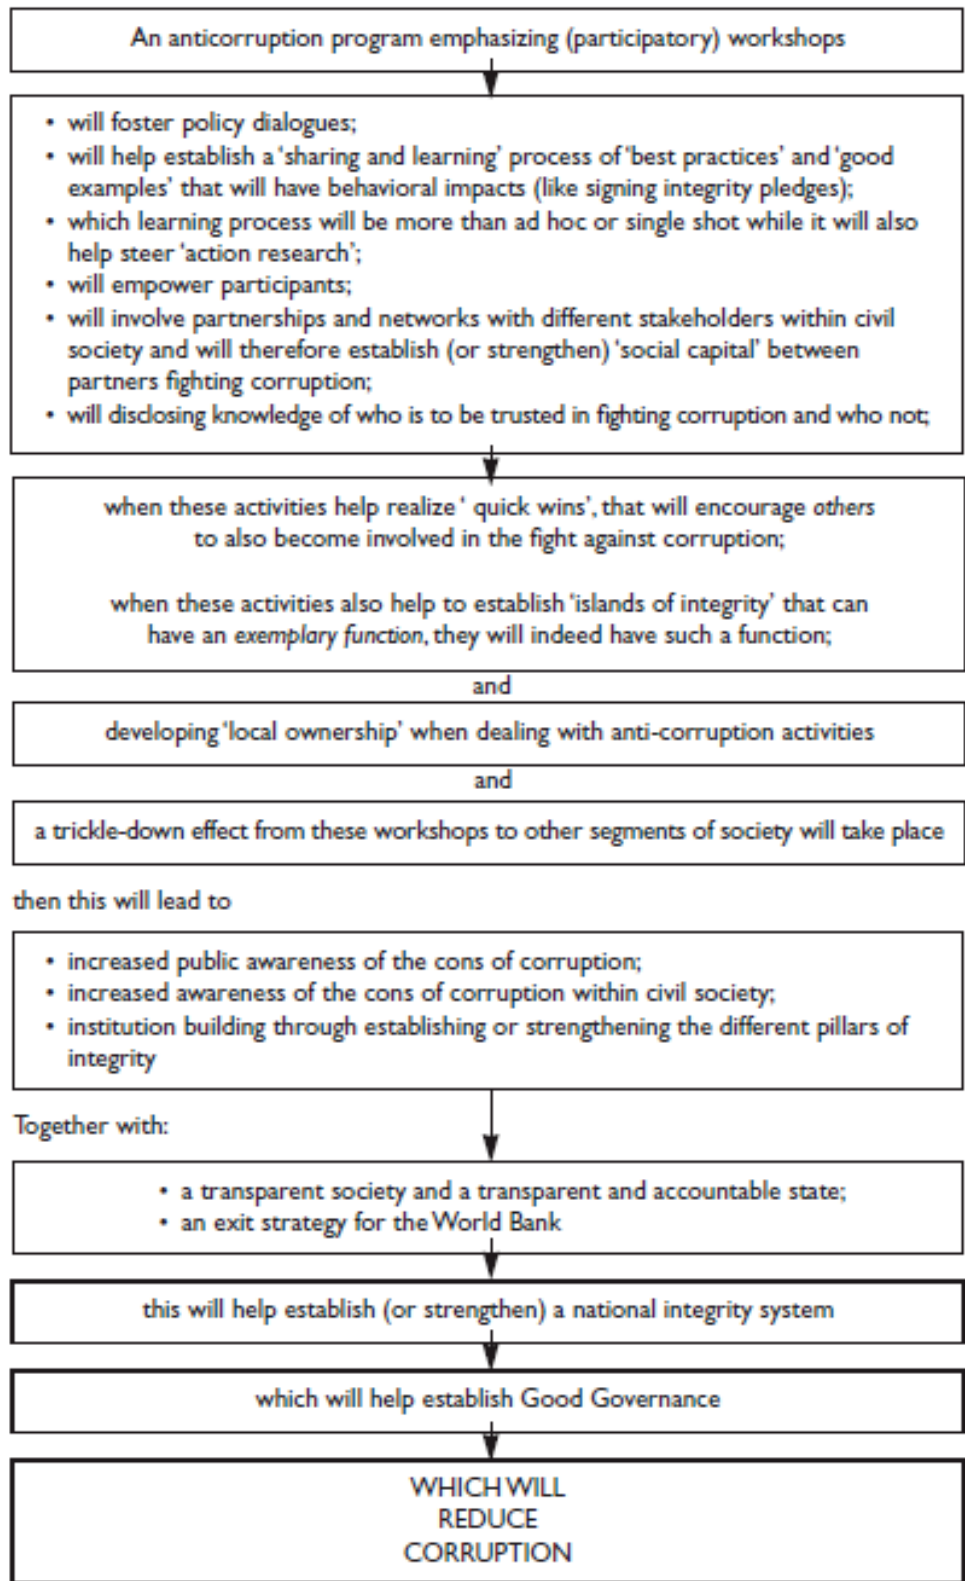 An anticorruption program emphasizing (participatory) workshops
• will foster policy dialogues;
• will help establish a 'sharing and learning' process of 'best practices' and 'good
examples' that will have behavioral impacts (like signing integrity pledges);
• which learning process will be more than ad hoc or single shot while it will also
help steer 'action research';
• will empower participants;
• will involve partnerships and networks with different stakeholders within civil
society and will therefore establish (or strengthen) 'social capital' between
partners fighting corruption;
• will disclosing knowledge of who is to be trusted in fighting corruption and who not;
when these activities help realize ' quick wins', that will encourage others
to also become involved in the fight against corruption;
when these activities also help to establish 'islands of integrity' that can
have an exemplary function, they will indeed have such a function;
and
developing 'local ownership' when dealing with anti-corruption activities
and
a trickle-down effect from these workshops to other segments of society will take place
then this will lead to
• increased public awareness of the cons of corruption;
• increased awareness of the cons of corruption within civil society;
• institution building through establishing or strengthening the different pillars of
integrity
Together with:
• a transparent society and a transparent and accountable state;
• an exit strategy for the World Bank
this will help establish (or strengthen) a national integrity system
which will help establish Good Governance
WHICH WILL
REDUCE
CORRUPTION